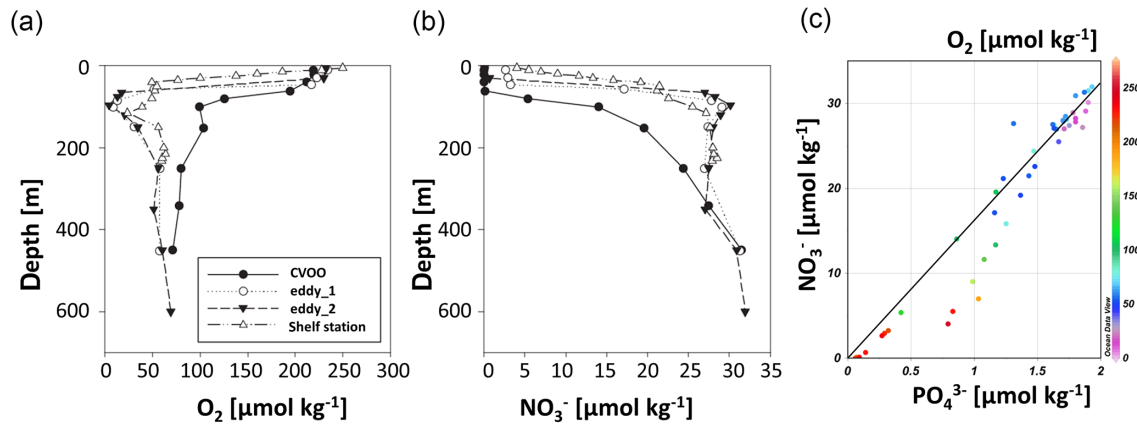 (a)
0
200
400
600
Depth [m]
0 50 100 150 200 250 300
O₂ [µmol kg⁻¹]
CVOO
eddy_1
eddy_2
Shelf station
(b)
0
200
400
600
Depth [m]
0 5 10 15 20 25 30 35
NO₃⁻ [µmol kg⁻¹]
(c)
O₂ [µmol kg⁻¹]
30
20
10
0
NO₃⁻ [µmol kg⁻¹]
0 0.5 1 1.5 2
PO₄³⁻ [µmol kg⁻¹]
250
200
150
100
50
0
Ocean Data View